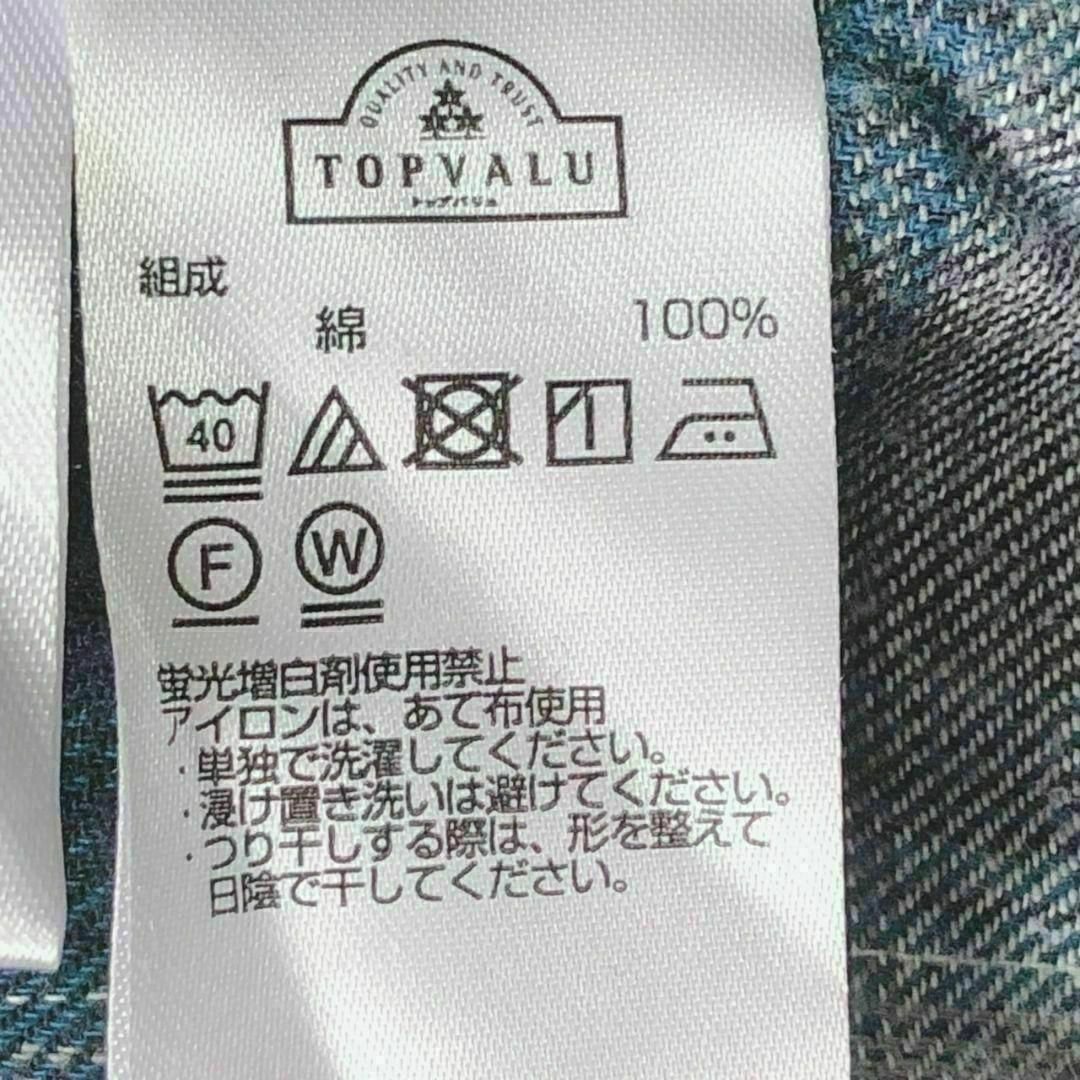 QUALITY AND TRUST
TOPVALU
トップバリュ
組成
綿 100%
40
F W
蛍光増白剤使用禁止
アイロンは、あて布使用
・単独で洗濯してください。
・浸け置き洗いは避けてください。
・つり干しする際は、形を整えて
日陰で干してください。